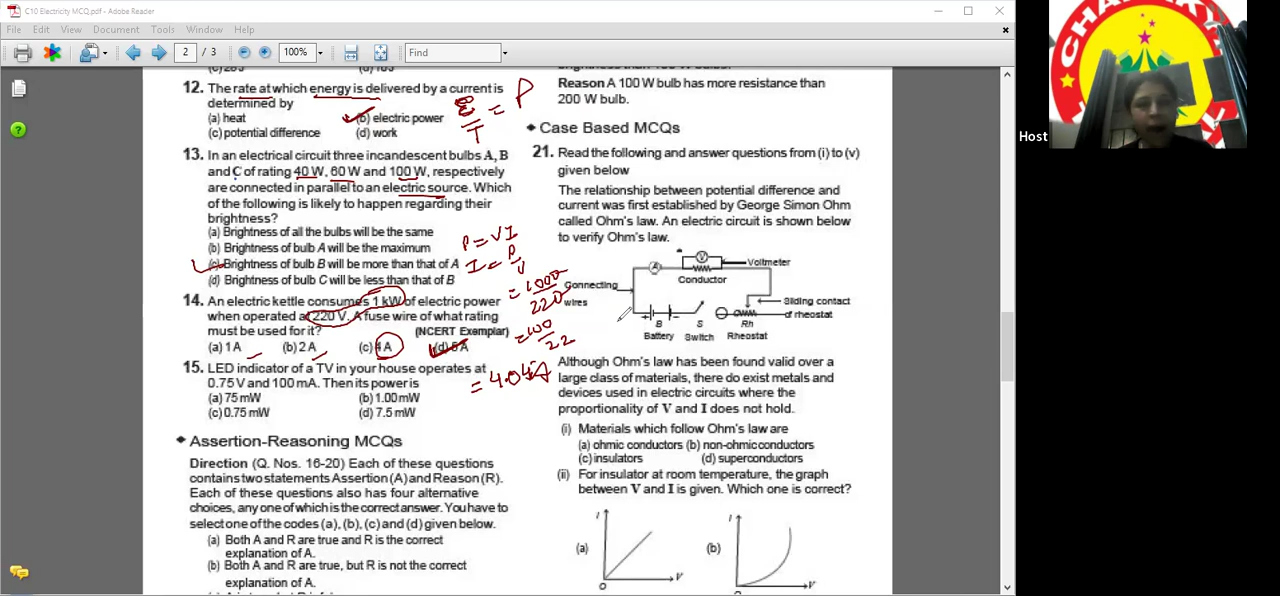 C10 Electricity MCQ.pdf - Adobe Reader
File Edit View Document Tools Window Help
2 / 3 100% Find
12. The rate at which energy is delivered by a current is
determined by
(a) heat (b) electric power
(c) potential difference (d) work
E/T = P
13. In an electrical circuit three incandescent bulbs A, B
and C of rating 40 W, 60 W and 100 W, respectively
are connected in parallel to an electric source. Which
of the following is likely to happen regarding their
brightness?
(a) Brightness of all the bulbs will be the same
(b) Brightness of bulb A will be the maximum
(c) Brightness of bulb B will be more than that of A
(d) Brightness of bulb C will be less than that of B
14. An electric kettle consumes 1 kW of electric power
when operated at 220 V. A fuse wire of what rating
must be used for it? (NCERT Exemplar)
(a) 1 A (b) 2 A (c) 4 A (d) 5 A
P = VI
I = P/V
= 1000/220
= 100/22
= 4.54A
15. LED indicator of a TV in your house operates at
0.75 V and 100 mA. Then its power is
(a) 75 mW (b) 1.00 mW
(c) 0.75 mW (d) 7.5 mW
Assertion-Reasoning MCQs
Direction (Q. Nos. 16-20) Each of these questions
contains two statements Assertion (A) and Reason (R).
Each of these questions also has four alternative
choices, any one of which is the correct answer. You have to
select one of the codes (a), (b), (c) and (d) given below.
(a) Both A and R are true and R is the correct
explanation of A.
(b) Both A and R are true, but R is not the correct
explanation of A.
Reason A 100 W bulb has more resistance than
200 W bulb.
Case Based MCQs
21. Read the following and answer questions from (i) to (v)
given below
The relationship between potential difference and
current was first established by George Simon Ohm
called Ohm's law. An electric circuit is shown below
to verify Ohm's law.
V
Voltmeter
A
Conductor
Connecting
wires
Sliding contact
of rheostat
B S Rh
Battery Switch Rheostat
Although Ohm's law has been found valid over a
large class of materials, there do exist metals and
devices used in electric circuits where the
proportionality of V and I does not hold.
(i) Materials which follow Ohm's law are
(a) ohmic conductors (b) non-ohmic conductors
(c) insulators (d) superconductors
(ii) For insulator at room temperature, the graph
between V and I is given. Which one is correct?
(a) I O V (b) I V
Host